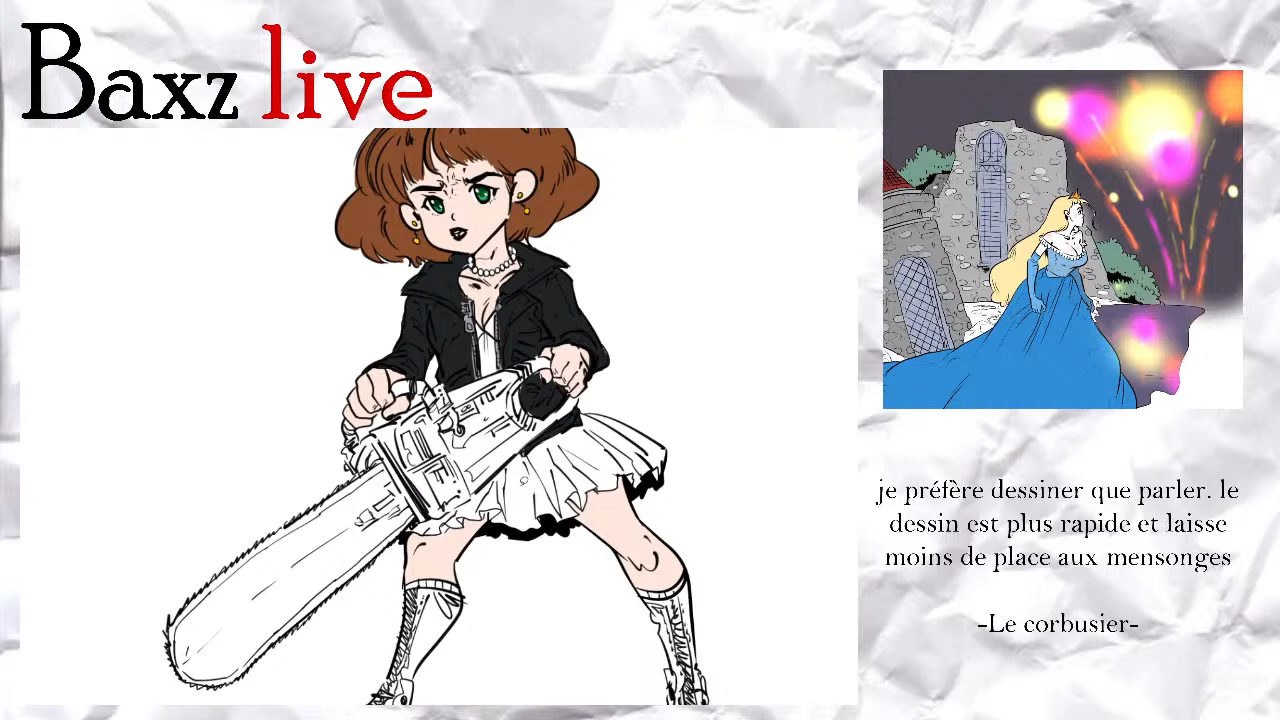 Baxz live
je préfère dessiner que parler. le
dessin est plus rapide et laisse
moins de place aux mensonges
-Le corbusier-